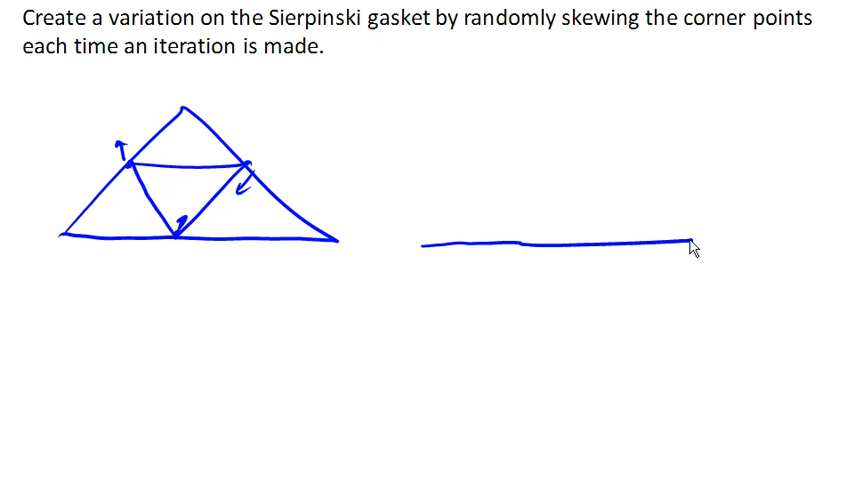 Create a variation on the Sierpinski gasket by randomly skewing the corner points
each time an iteration is made.